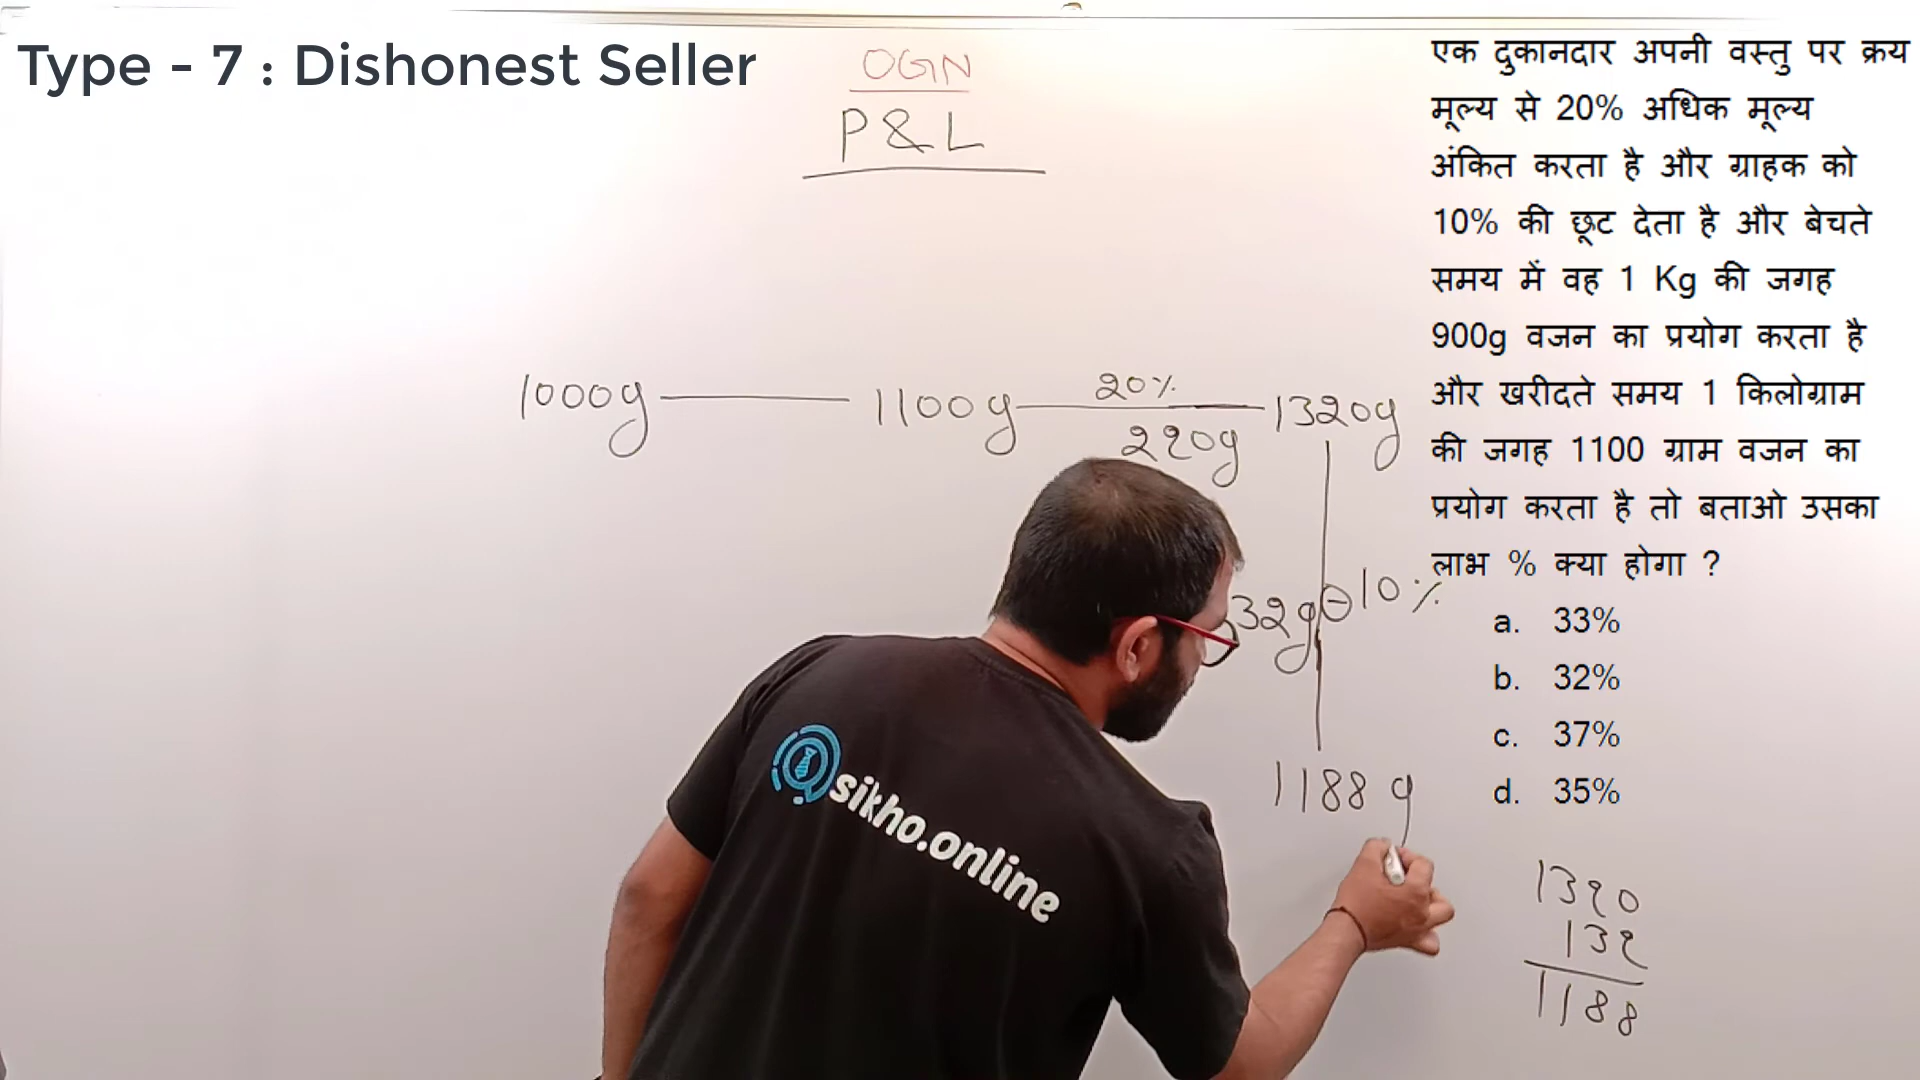 Type - 7 : Dishonest Seller
OGN
P & L
एक दुकानदार अपनी वस्तु पर क्रय
मूल्य से 20% अधिक मूल्य
अंकित करता है और ग्राहक को
10% की छूट देता है और बेचते
समय में वह 1 Kg की जगह
900g वजन का प्रयोग करता है
और खरीदते समय 1 किलोग्राम
की जगह 1100 ग्राम वजन का
प्रयोग करता है तो बताओ उसका
लाभ % क्या होगा ?
a. 33%
b. 32%
c. 37%
d. 35%
20%
1000g 1100g 1320g
220g
32g ⊖ 10%
1188 g
1320
132
1188
sikho.online